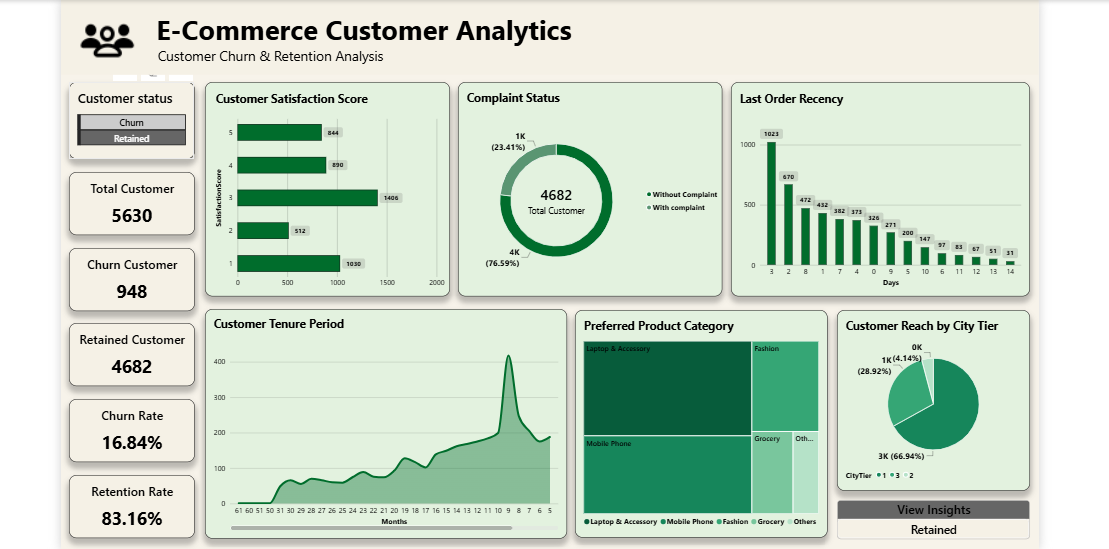 E-Commerce Customer Analytics
Customer Churn & Retention Analysis
Customer status
Churn
Retained
Total Customer
5630
Churn Customer
948
Retained Customer
4682
Churn Rate
16.84%
Retention Rate
83.16%
Customer Satisfaction Score
SatisfactionScore
5
844
4
890
3
1406
2
512
1
1030
0 500 1000 1500 2000
Complaint Status
1K
(23.41%)
4682
Total Customer
4K
(76.59%)
Without Complaint
With complaint
Last Order Recency
1000
500
0
1023 670 472 432 382 373 326 271 200 147 97 83 67 51 31
3 2 8 1 7 4 0 9 5 10 6 11 12 13 14
Days
Customer Tenure Period
400
300
200
100
0
61 60 51 50 31 30 29 28 27 26 25 24 23 22 21 20 19 18 17 16 15 14 13 12 11 10 9 8 7 6 5
Months
Preferred Product Category
Laptop & Accessory
Fashion
Mobile Phone
Grocery
Oth...
Laptop & Accessory Mobile Phone Fashion Grocery Others
Customer Reach by City Tier
0K
(4.14%)
1K
(28.92%)
3K (66.94%)
CityTier 1 3 2
View Insights
Retained